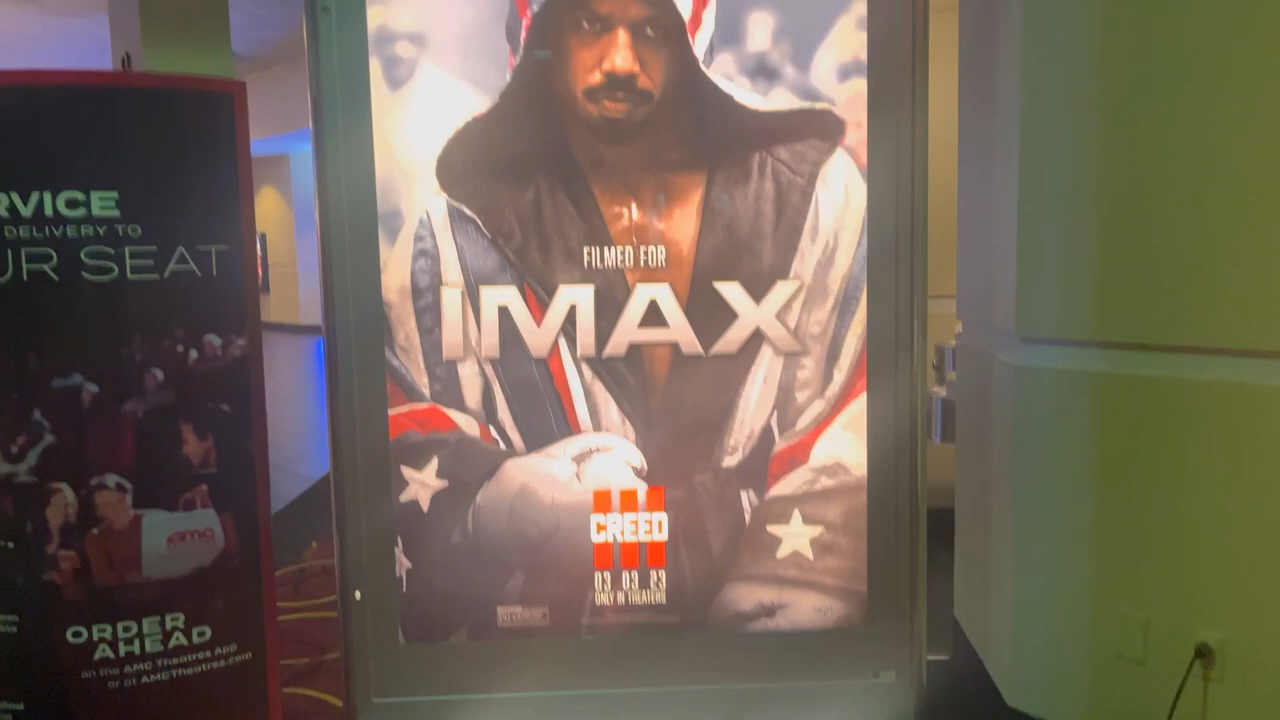 RVICE
DELIVERY TO
UR SEAT
amc
ORDER
AHEAD
on the AMC Theatres App
or at AMCTheatres.com
FILMED FOR
IMAX
CREED
III
03 03 23
ONLY IN THEATERS